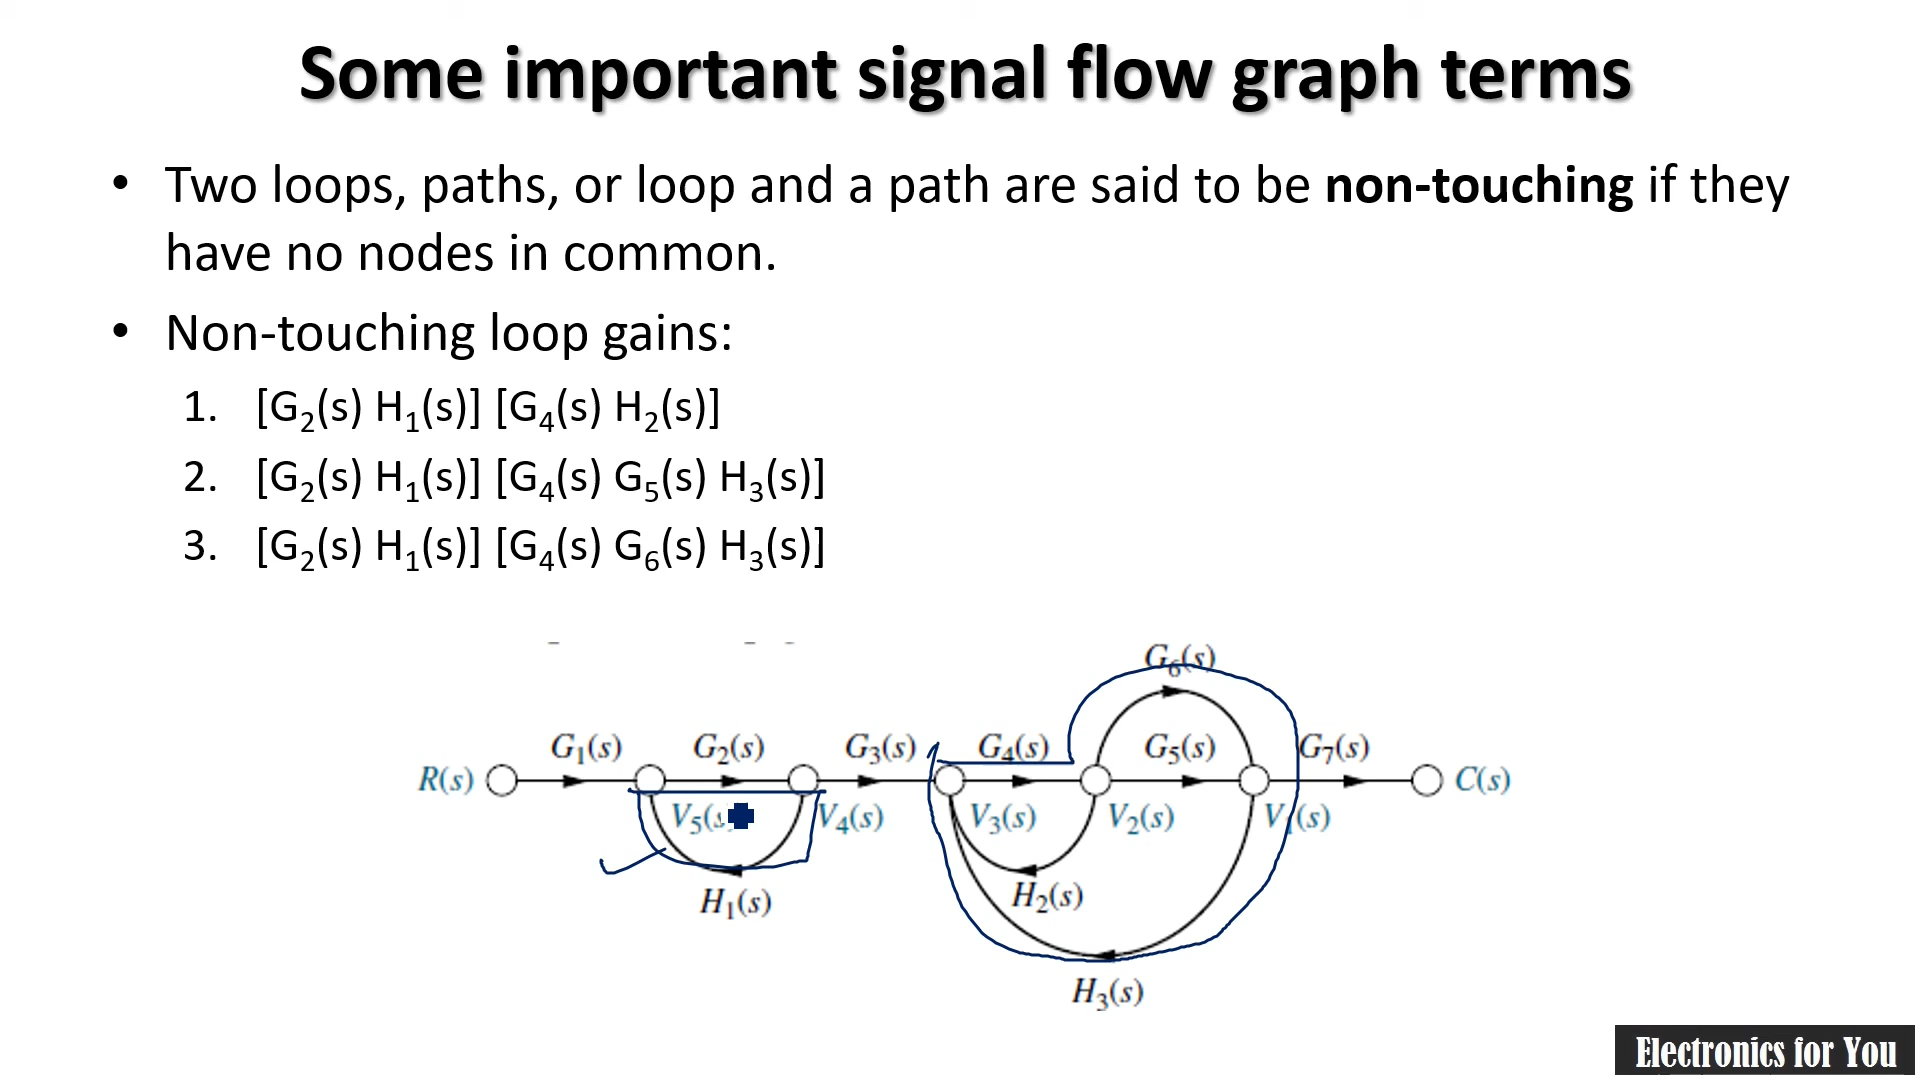 Some important signal flow graph terms
• Two loops, paths, or loop and a path are said to be non-touching if they
have no nodes in common.
• Non-touching loop gains:
1. [G₂(s) H₁(s)] [G₄(s) H₂(s)]
2. [G₂(s) H₁(s)] [G₄(s) G₅(s) H₃(s)]
3. [G₂(s) H₁(s)] [G₄(s) G₆(s) H₃(s)]
G₆(s)
G₁(s) G₂(s) G₃(s) G₄(s) G₅(s) G₇(s)
R(s) C(s)
V₅(s V₄(s) V₃(s) V₂(s) V₁(s)
H₁(s) H₂(s)
H₃(s)
Electronics for You